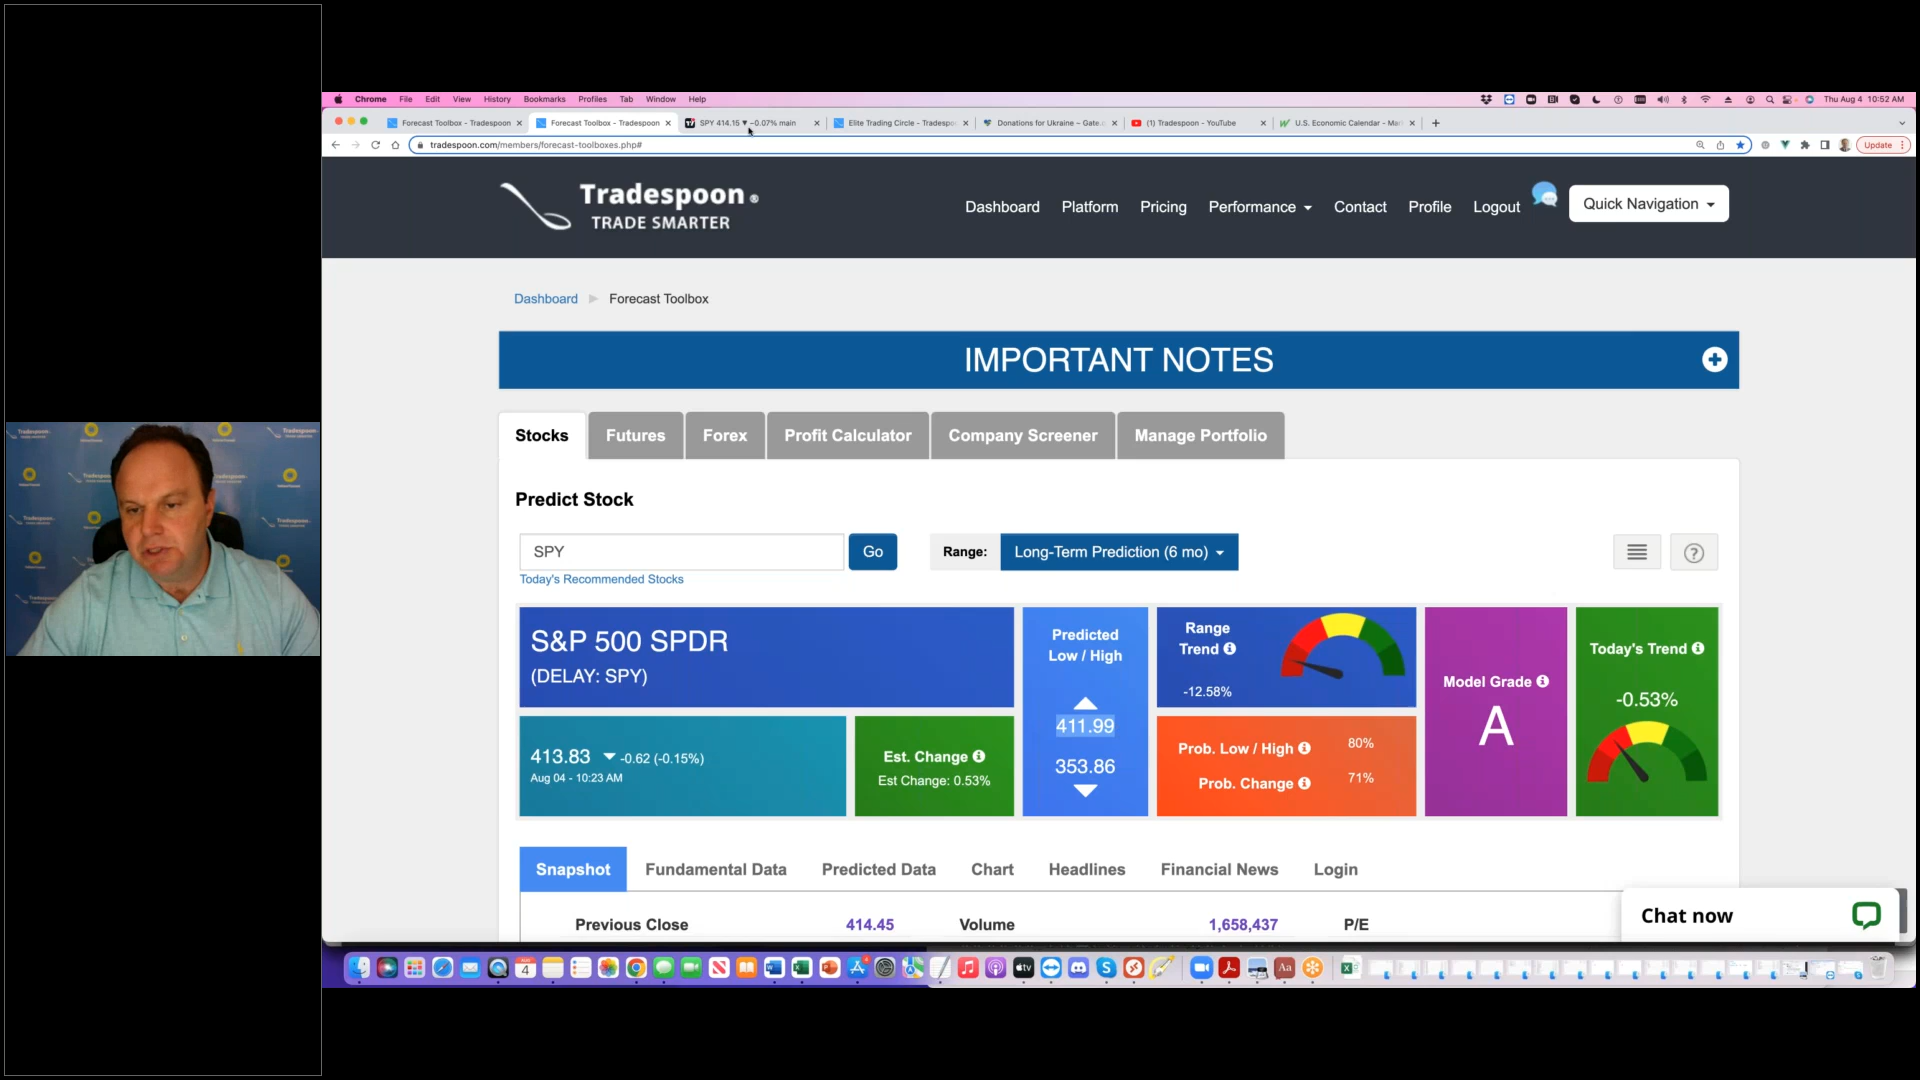 Chrome File Edit View History Bookmarks Profiles Tab Window Help
Thu Aug 4 10:52 AM
Forecast Toolbox - Tradespoon
Forecast Toolbox - Tradespoon
SPY 414.15 ▼ −0.07% main
Elite Trading Circle - Tradespo
Donations for Ukraine – Gate.
(1) Tradespoon - YouTube
U.S. Economic Calendar - Mar
tradespoon.com/members/forecast-toolboxes.php#
Update
Tradespoon®
TRADE SMARTER
Dashboard Platform Pricing Performance Contact Profile Logout
Quick Navigation
Dashboard Forecast Toolbox
IMPORTANT NOTES
Stocks Futures Forex Profit Calculator Company Screener Manage Portfolio
Predict Stock
SPY
Go
Range: Long-Term Prediction (6 mo)
Today's Recommended Stocks
S&P 500 SPDR
(DELAY: SPY)
413.83 -0.62 (-0.15%)
Aug 04 - 10:23 AM
Est. Change
Est Change: 0.53%
Predicted
Low / High
411.99
353.86
Range
Trend
-12.58%
Prob. Low / High 80%
Prob. Change 71%
Model Grade
A
Today's Trend
-0.53%
Snapshot Fundamental Data Predicted Data Chart Headlines Financial News Login
Previous Close 414.45 Volume 1,658,437 P/E
Chat now